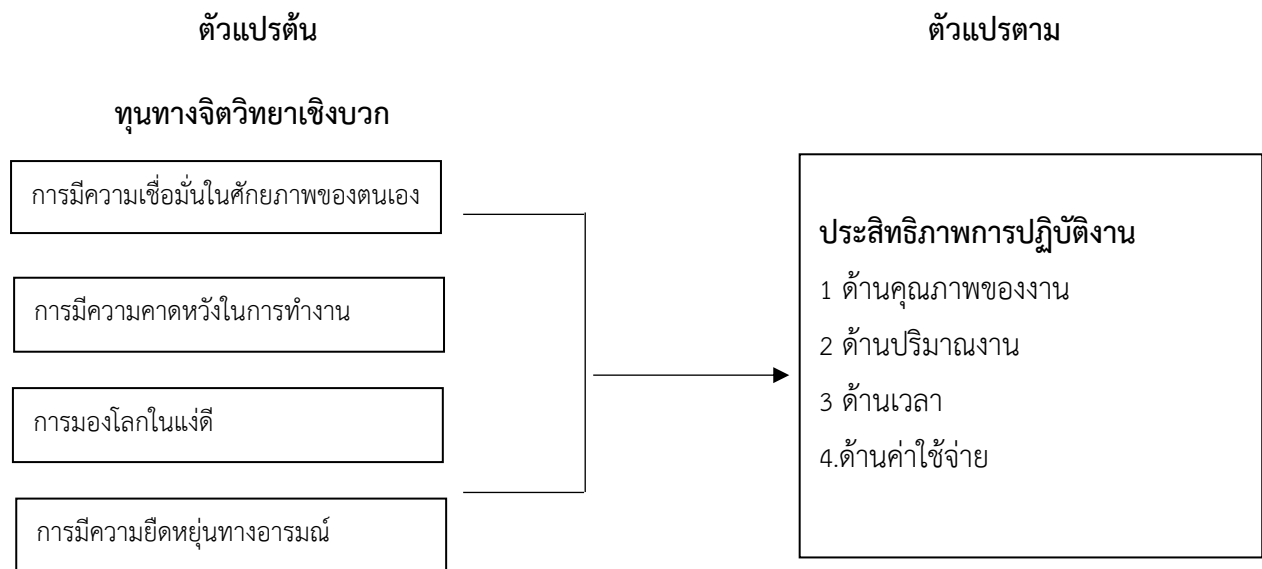 ตัวแปรต้น
ตัวแปรตาม
ทุนทางจิตวิทยาเชิงบวก
การมีความเชื่อมั่นในศักยภาพของตนเอง
การมีความคาดหวังในการทำงาน
การมองโลกในแง่ดี
การมีความยืดหยุ่นทางอารมณ์
ประสิทธิภาพการปฏิบัติงาน
1 ด้านคุณภาพของงาน
2 ด้านปริมาณงาน
3 ด้านเวลา
4.ด้านค่าใช้จ่าย